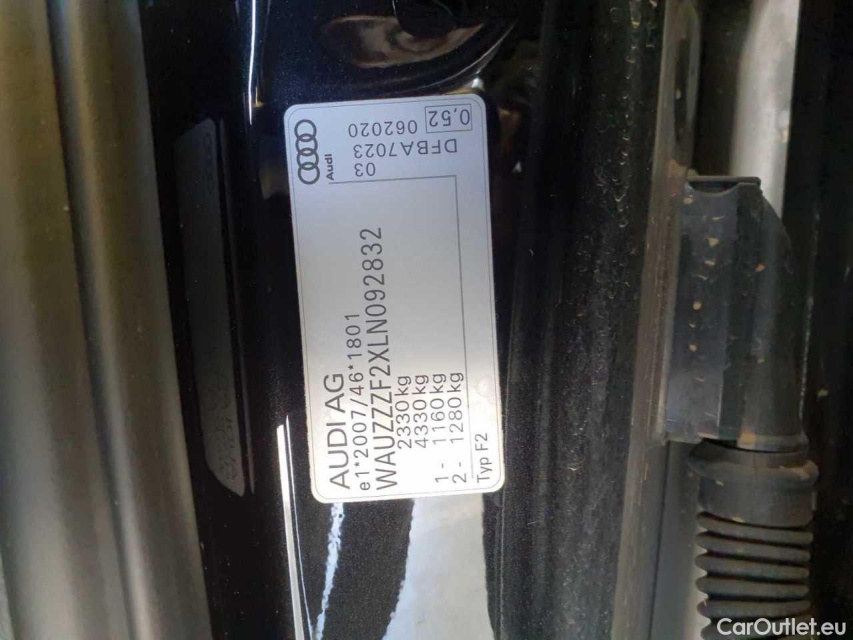 AUDI AG
e1*2007/46*1801
WAUZZZF2XLN092832
2330kg
4330kg
1- 1160kg
2- 1280kg
Typ F2
Audi
03
DFBA7023
062020
0,52
CarOutlet.eu